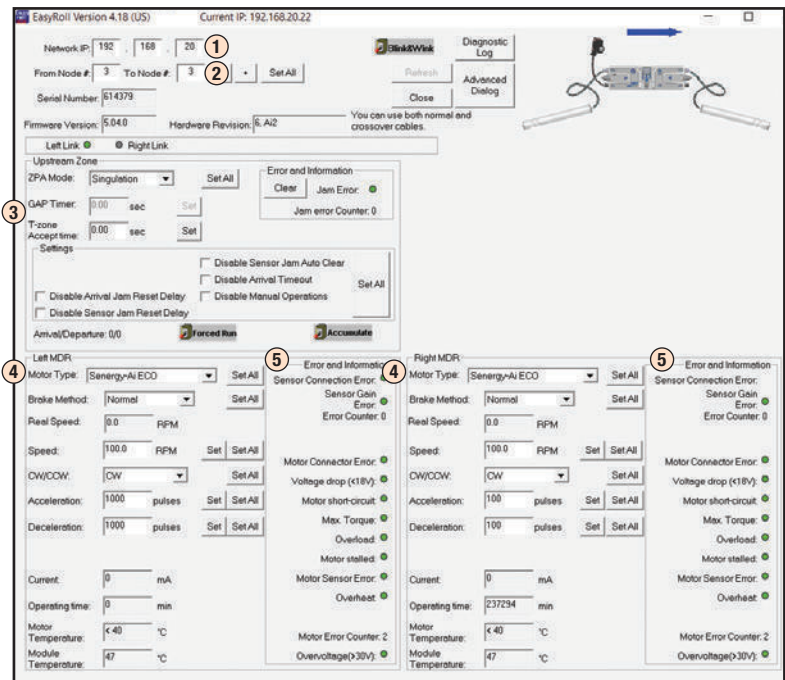 EasyRoll Version 4.18 (US) Current IP: 192.168.20.22
Network IP: 192 . 168 . 20 1
Blink&Wink
Diagnostic Log
From Node #: 3 To Node #: 3 2 + Set All
Refresh
Advanced Dialog
Serial Number: 614379
Close
Firmware Version: 5.04.0 Hardware Revision: 6, Ai2
You can use both normal and
crossover cables.
Left Link Right Link
Upstream Zone
ZPA Mode: Singulation Set All
Error and Information
Clear Jam Error:
Jam error Counter: 0
3 GAP Timer: 0.00 sec Set
T-zone
Accept time: 0.00 sec Set
Settings
Disable Sensor Jam Auto Clear
Disable Arrival Timeout
Set All
Disable Arrival Jam Reset Delay Disable Manual Operations
Disable Sensor Jam Reset Delay
Arrival/Departure: 0/0 Forced Run Accumulate
Left MDR
4 Motor Type: Senergy-Ai ECO Set All
Brake Method: Normal Set All
Real Speed: 0.0 RPM
Speed: 100.0 RPM Set Set All
CW/CCW: CW Set All
Acceleration: 1000 pulses Set Set All
Deceleration: 1000 pulses Set Set All
Current: 0 mA
Operating time: 0 min
Motor
Temperature: < 40 °C
Module
Temperature: 47 °C
5
Error and Informatio
Sensor Connection Error:
Sensor Gain
Error:
Error Counter: 0
Motor Connector Error:
Voltage drop (<18V):
Motor short-circuit:
Max. Torque:
Overload:
Motor stalled:
Motor Sensor Error:
Overheat:
Motor Error Counter: 2
Overvoltage(>30V):
Right MDR
4 Motor Type: Senergy-Ai ECO Set All
Brake Method: Normal Set All
Real Speed: 0.0 RPM
Speed: 100.0 RPM Set Set All
CW/CCW: CW Set All
Acceleration: 100 pulses Set Set All
Deceleration: 100 pulses Set Set All
Current: 0 mA
Operating time: 237294 min
Motor
Temperature: < 40 °C
Module
Temperature: 47 °C
5
Error and Information
Sensor Connection Error:
Sensor Gain
Error:
Error Counter: 0
Motor Connector Error:
Voltage drop (<18V):
Motor short-circuit:
Max. Torque:
Overload:
Motor stalled:
Motor Sensor Error:
Overheat:
Motor Error Counter: 2
Overvoltage(>30V):